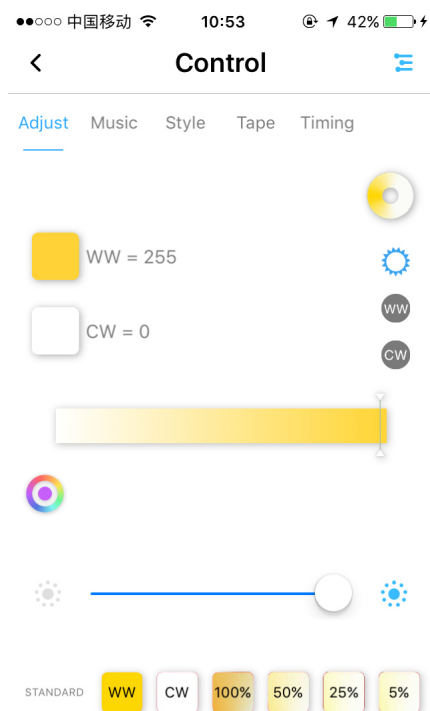 中国移动 10:53 42%
Control
Adjust Music Style Tape Timing
WW = 255
WW
CW = 0
CW
STANDARD WW CW 100% 50% 25% 5%